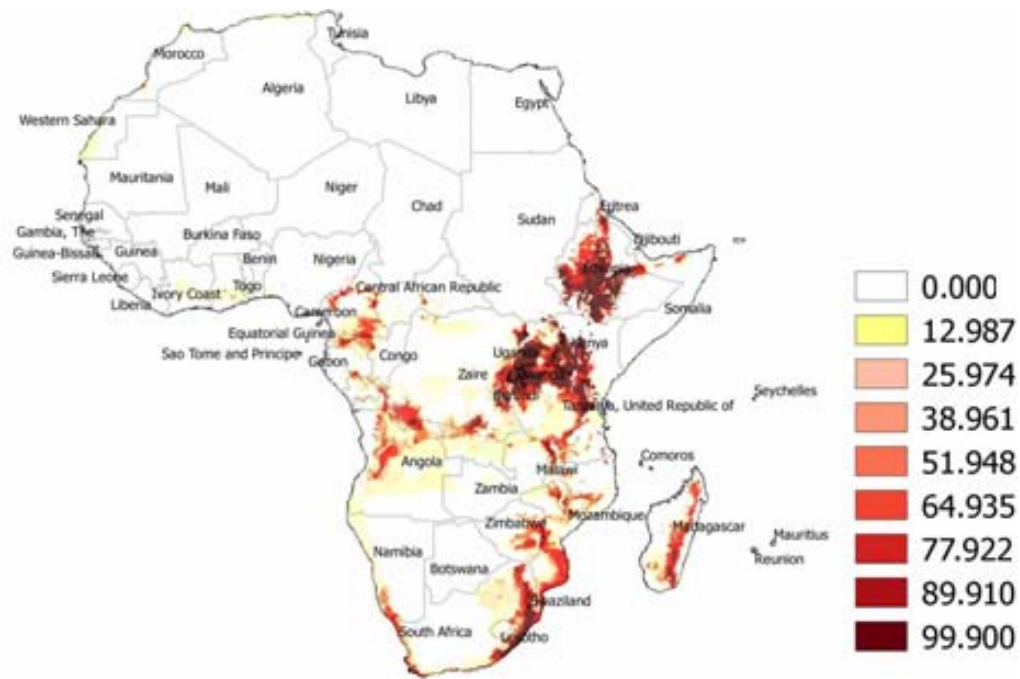 Tunisia
Morocco
Algeria
Libya
Egypt
Western Sahara
Mauritania
Mali
Niger
Chad
Sudan
Eritrea
Senegal
Gambia, The
Djibouti
Burkina Faso
Guinea-Bissau
Guinea
Benin
Nigeria
Ethiopia
Sierra Leone
Ivory Coast
Togo
Central African Republic
Liberia
Cameroon
Somalia
Equatorial Guinea
Uganda
Kenya
Sao Tome and Principe
Gabon
Congo
Zaire
Burundi
Seychelles
Tanzania, United Republic of
Comoros
Angola
Malawi
Zambia
Mozambique
Zimbabwe
Madagascar
Mauritius
Reunion
Namibia
Botswana
Swaziland
South Africa
Lesotho
0.000
12.987
25.974
38.961
51.948
64.935
77.922
89.910
99.900